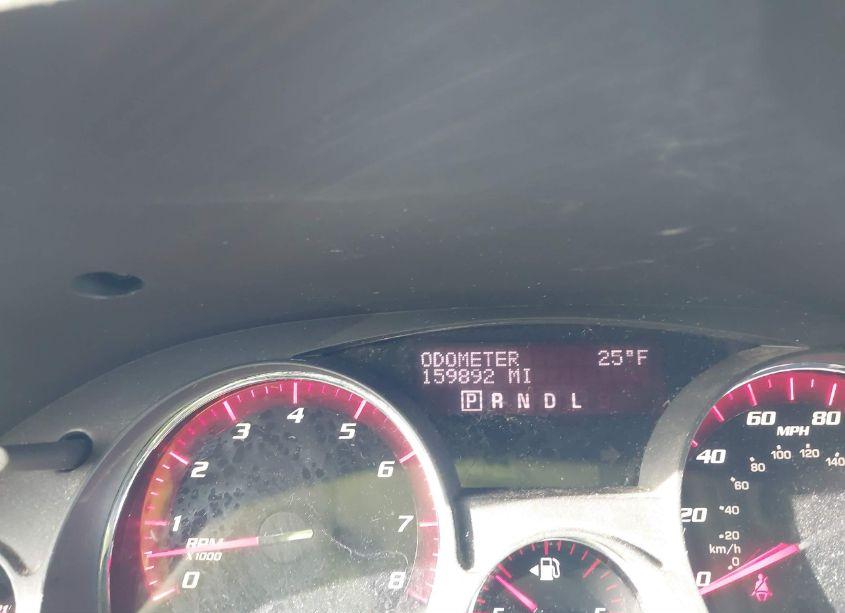 ODOMETER 25°F
159892 MI
P R N D L
0 1 2 3 4 5 6 7 8
RPM
X1000
0 20 40 60 80
MPH
0 20 40 60 80 100 120 140
km/h